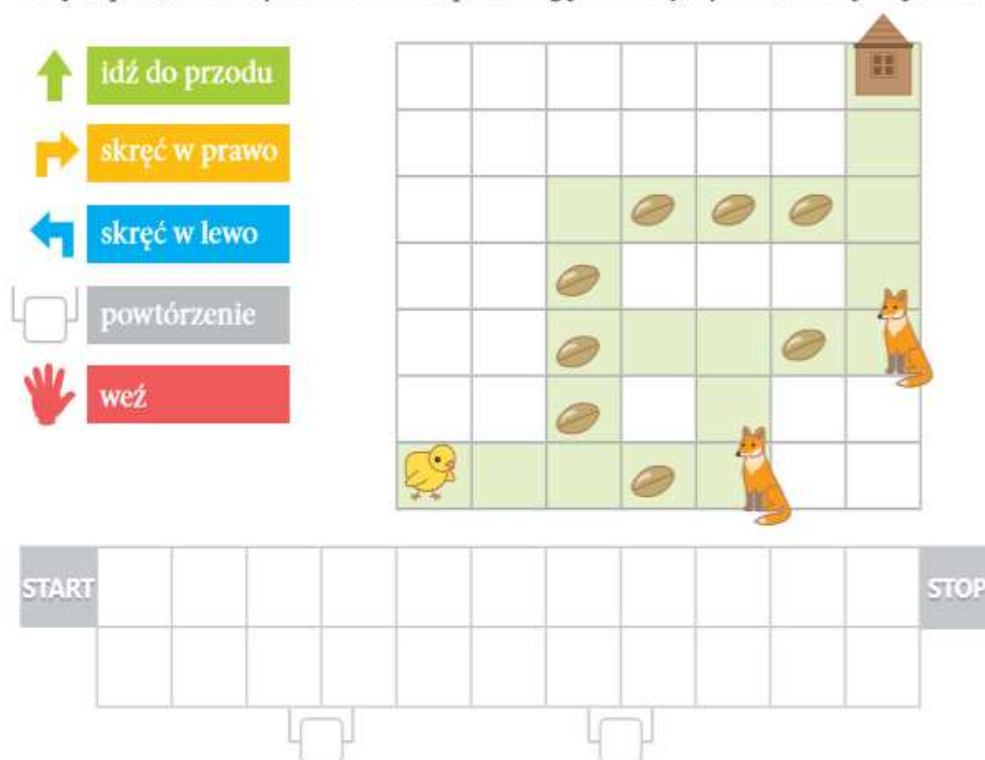 idź do przodu
skręć w prawo
skręć w lewo
powtórzenie
weź
START
STOP